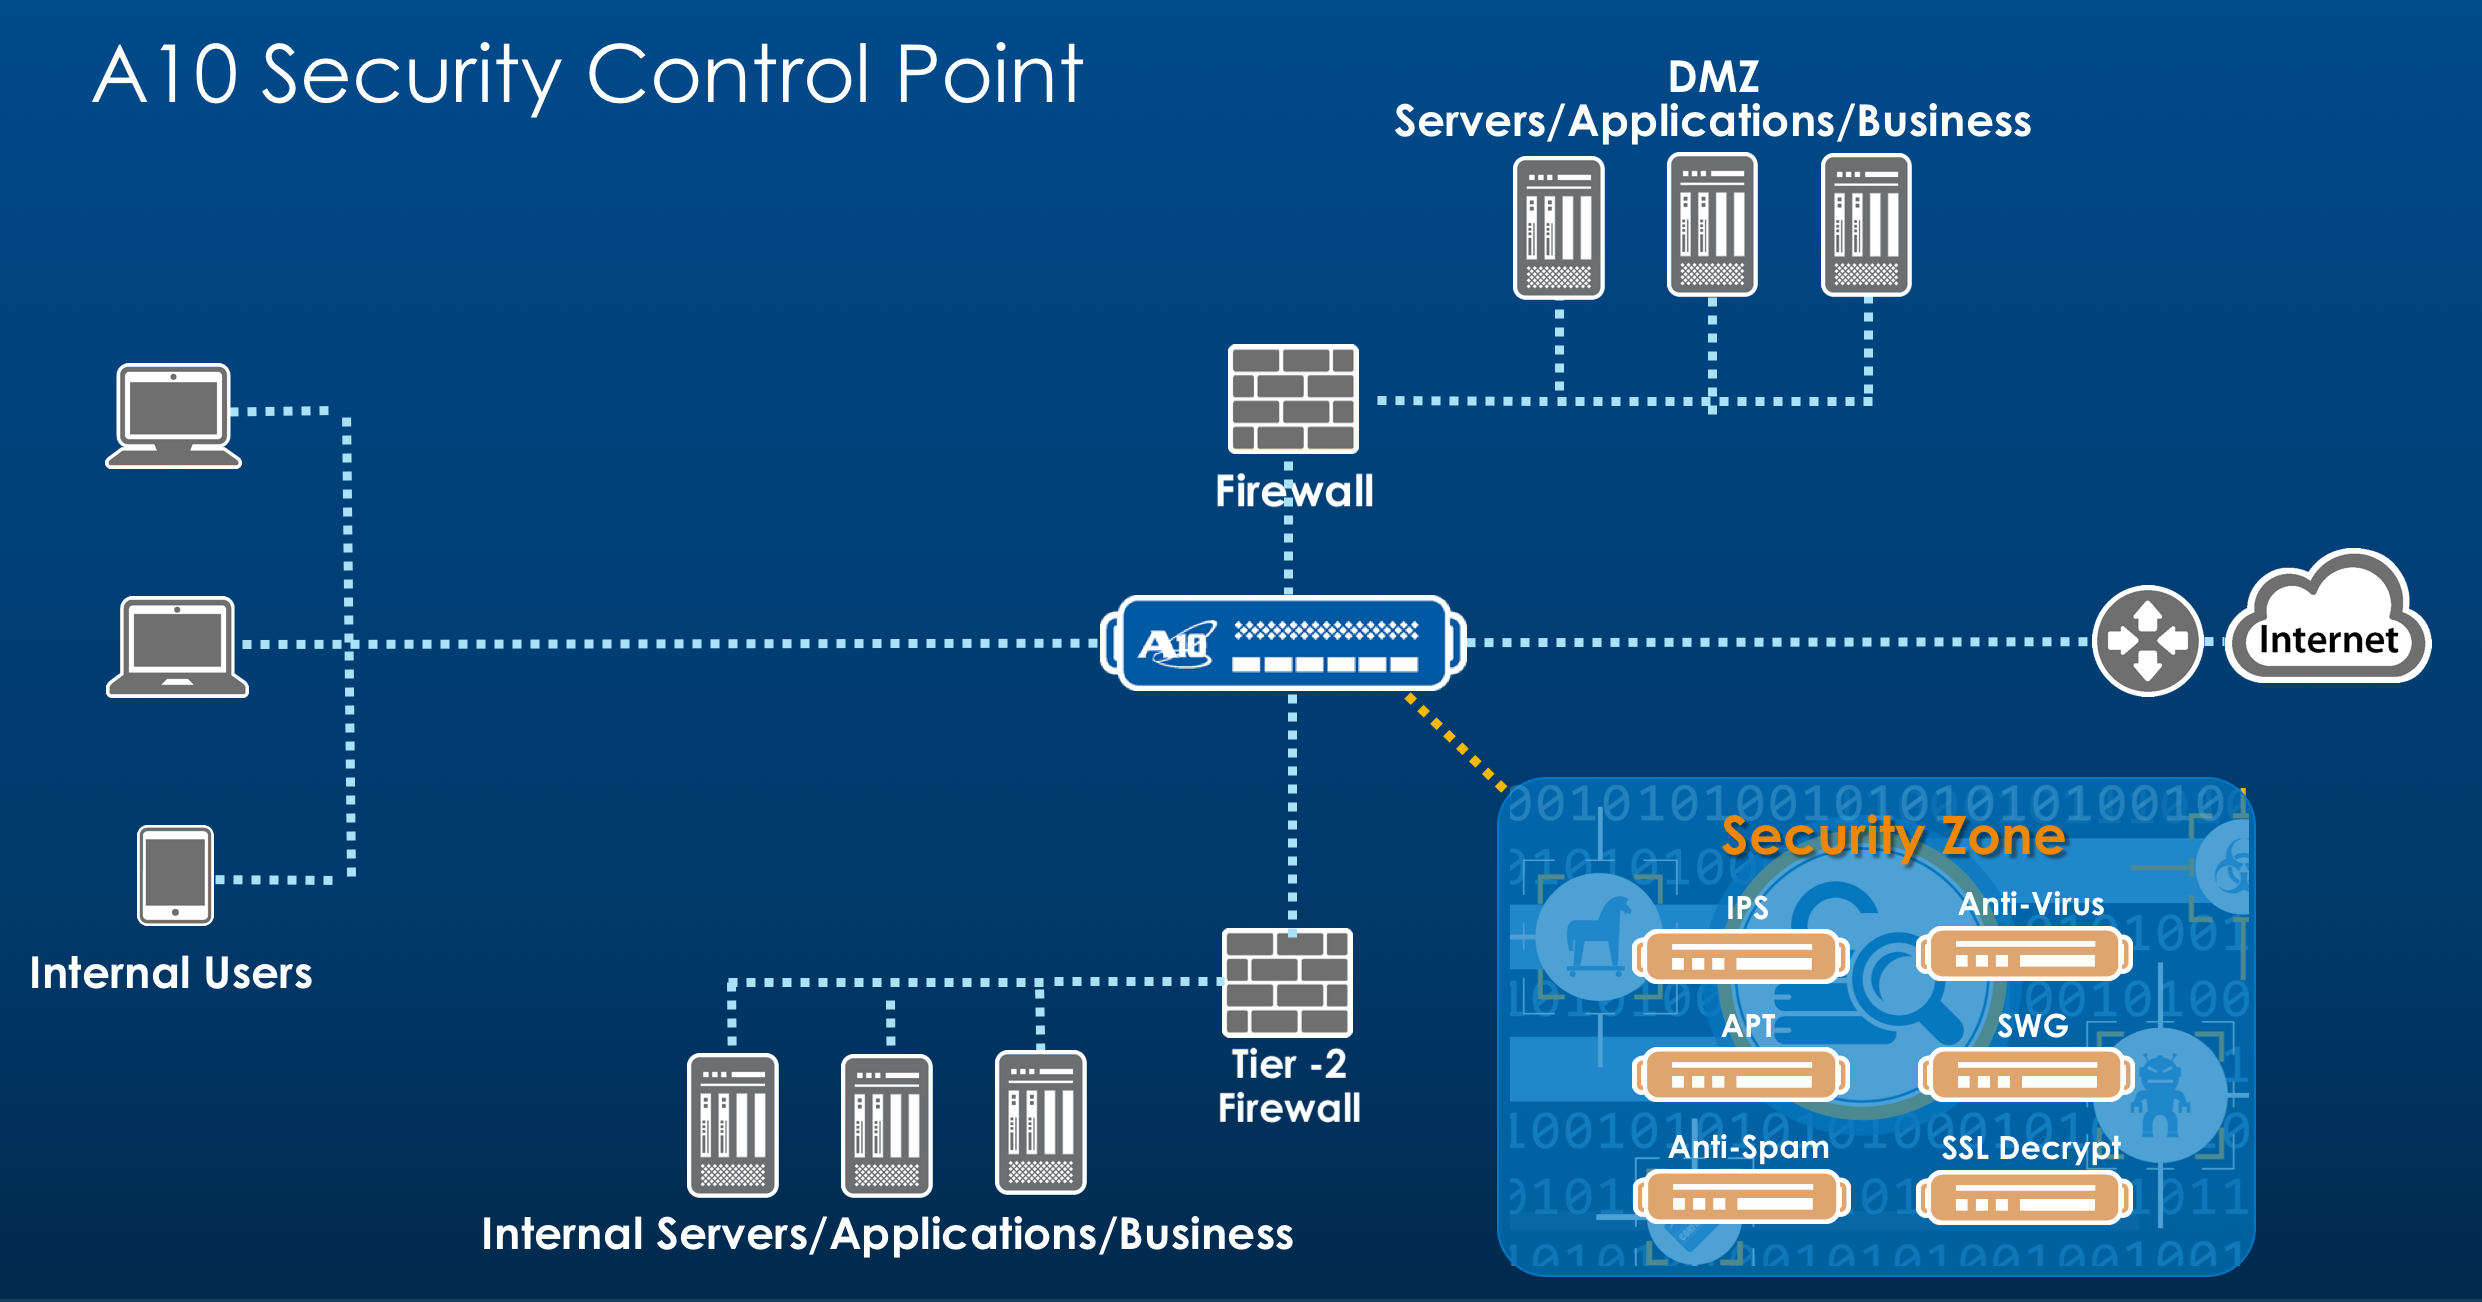 A10 Security Control Point
DMZ
Servers/Applications/Business
Firewall
A10
Internet
Internal Users
Tier -2
Firewall
Internal Servers/Applications/Business
Security Zone
IPS
Anti-Virus
APT
SWG
Anti-Spam
SSL Decrypt